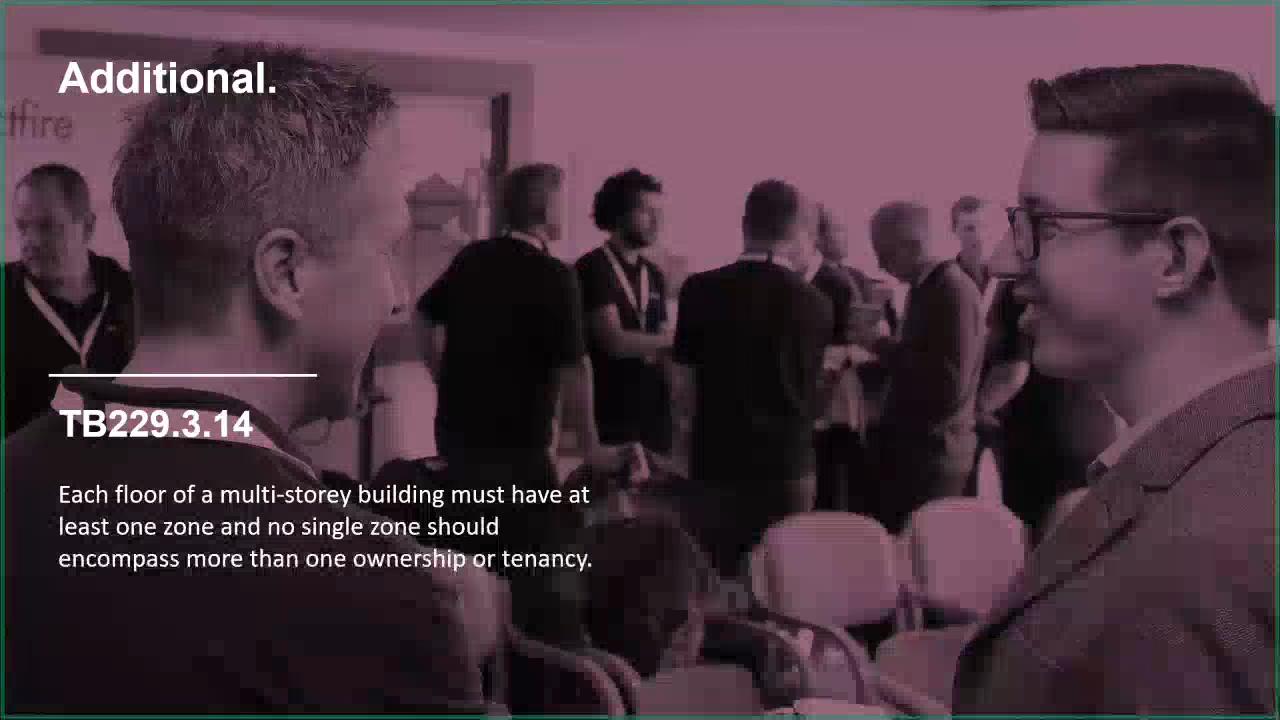 Additional.
tfire
TB229.3.14
Each floor of a multi-storey building must have at
least one zone and no single zone should
encompass more than one ownership or tenancy.